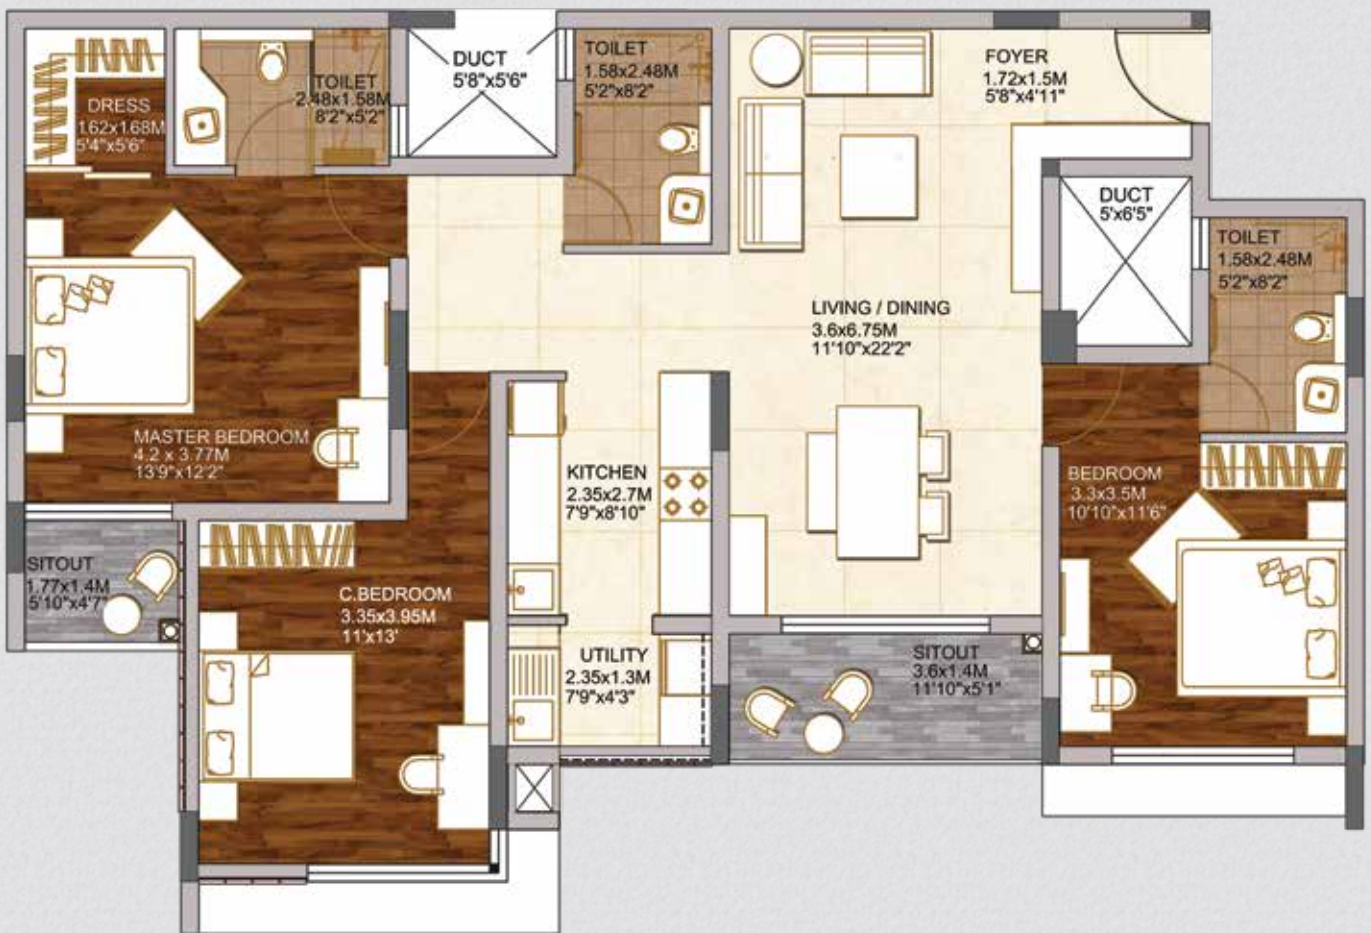 DUCT
5'8"x5'6"
TOILET
1.58x2.48M
5'2"x8'2"
FOYER
1.72x1.5M
5'8"x4'11"
TOILET
2.48x1.58M
8'2"x5'2"
DRESS
1.62x1.68M
5'4"x5'6"
DUCT
5'x6'5"
TOILET
1.58x2.48M
5'2"x8'2"
LIVING / DINING
3.6x6.75M
11'10"x22'2"
MASTER BEDROOM
4.2 x 3.77M
13'9"x12'2"
KITCHEN
2.35x2.7M
7'9"x8'10"
BEDROOM
3.3x3.5M
10'10"x11'6"
SITOUT
1.77x1.4M
5'10"x4'7"
C.BEDROOM
3.35x3.95M
11'x13'
UTILITY
2.35x1.3M
7'9"x4'3"
SITOUT
3.6x1.4M
11'10"x5'1"